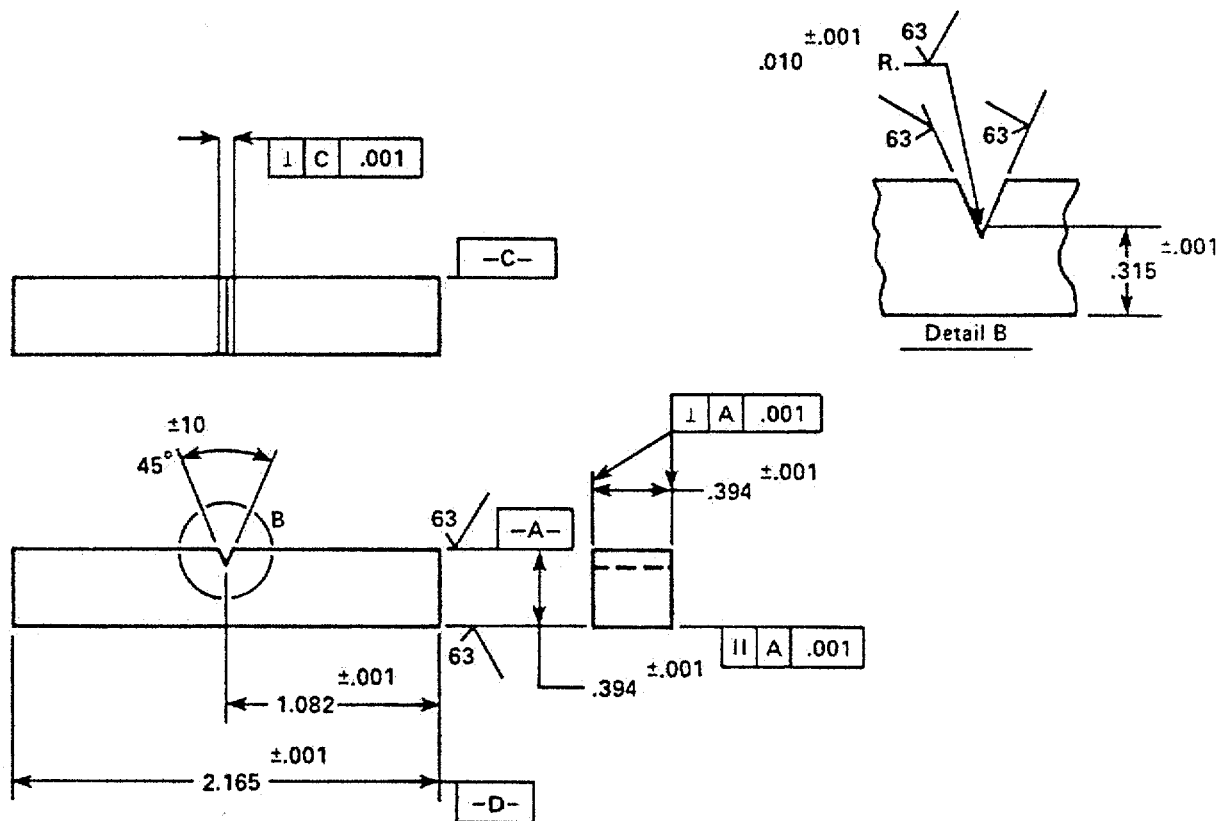 ±.001
63
.010
R.
63
63
⊥ C .001
–C–
±.001
.315
Detail B
±10
45°
B
⊥ A .001
±.001
.394
63
–A–
63
±.001
.394
|| A .001
±.001
1.082
±.001
2.165
–D–